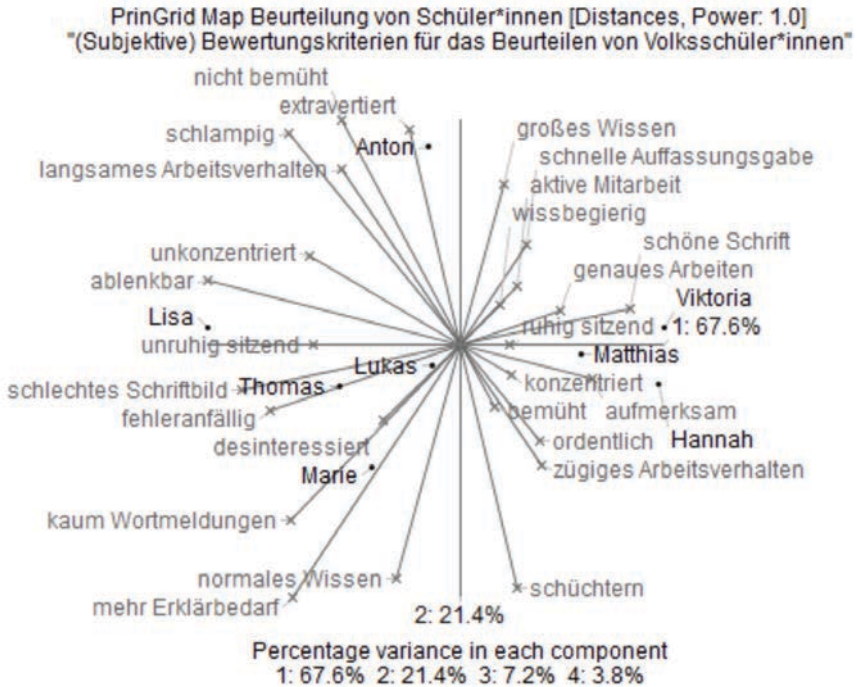 PrinGrid Map Beurteilung von Schüler*innen [Distances, Power: 1.0]
"(Subjektive) Bewertungskriterien für das Beurteilen von Volksschüler*innen"
nicht bemüht
extravertiert
schlampig
Anton
langsames Arbeitsverhalten
großes Wissen
schnelle Auffassungsgabe
aktive Mitarbeit
wissbegierig
schöne Schrift
genaues Arbeiten
unkonzentriert
ablenkbar
Viktoria
Lisa
ruhig sitzend
1: 67.6%
unruhig sitzend
Matthias
Lukas
schlechtes Schriftbild
Thomas
konzentriert
fehleranfällig
bemüht
aufmerksam
desinteressiert
ordentlich
Hannah
Marie
zügiges Arbeitsverhalten
kaum Wortmeldungen
normales Wissen
schüchtern
mehr Erklärbedarf
2: 21.4%
Percentage variance in each component
1: 67.6% 2: 21.4% 3: 7.2% 4: 3.8%